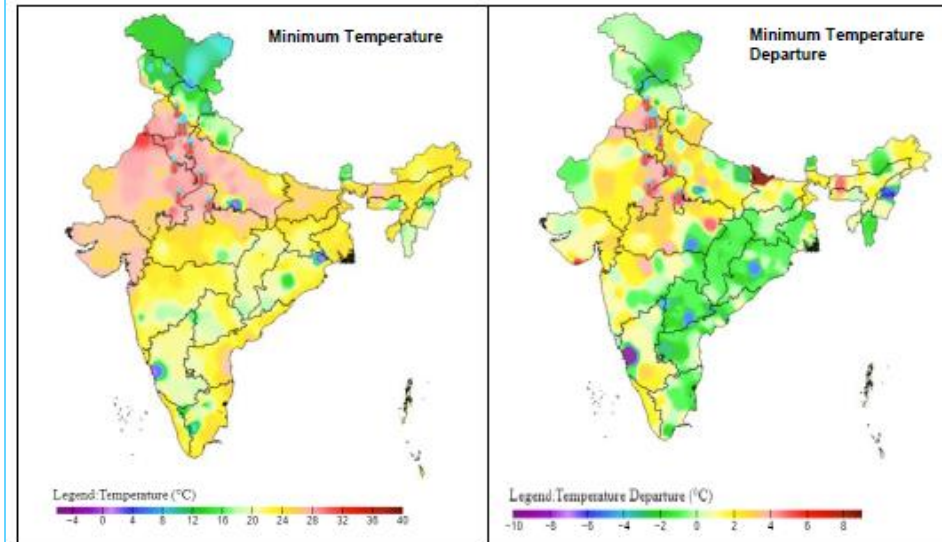 Minimum Temperature
Minimum Temperature
Departure
Legend:Temperature (°C)
-4 0 4 8 12 16 20 24 28 32 36 40
Legend:Temperature Departure (°C)
-10 -8 -6 -4 -2 0 2 4 6 8